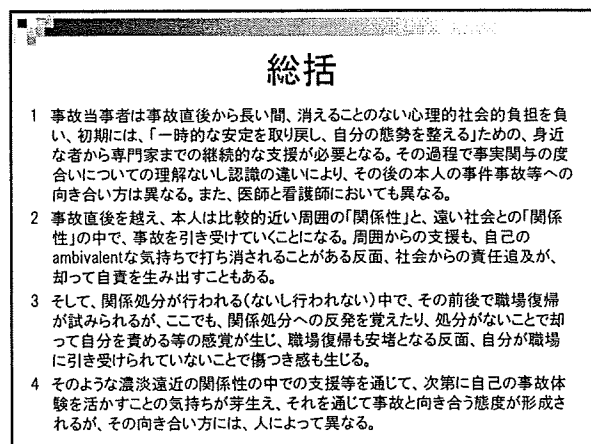 総括
1 事故当事者は事故直後から長い間、消えることのない心理的社会的負担を負
い、初期には、「一時的な安定を取り戻し、自分の態勢を整える」ための、身近
な者から専門家までの継続的な支援が必要となる。その過程で事実関与の度
合いについての理解ないし認識の違いにより、その後の本人の事件事故等への
向き合い方は異なる。また、医師と看護師においても異なる。
2 事故直後を越え、本人は比較的近い周囲の「関係性」と、遠い社会との「関係
性」の中で、事故を引き受けていくことになる。周囲からの支援も、自己の
ambivalentな気持ちで打ち消されることがある反面、社会からの責任追及が、
却って自責を生み出すこともある。
3 そして、関係処分が行われる(ないし行われない)中で、その前後で職場復帰
が試みられるが、ここでも、関係処分への反発を覚えたり、処分がないことで却
って自分を責める等の感覚が生じ、職場復帰も安堵となる反面、自分が職場
に引き受けられていないことで傷つき感も生じる。
4 そのような濃淡遠近の関係性の中での支援等を通じて、次第に自己の事故体
験を活かすことの気持ちが芽生え、それを通じて事故と向き合う態度が形成さ
れるが、その向き合い方には、人によって異なる。